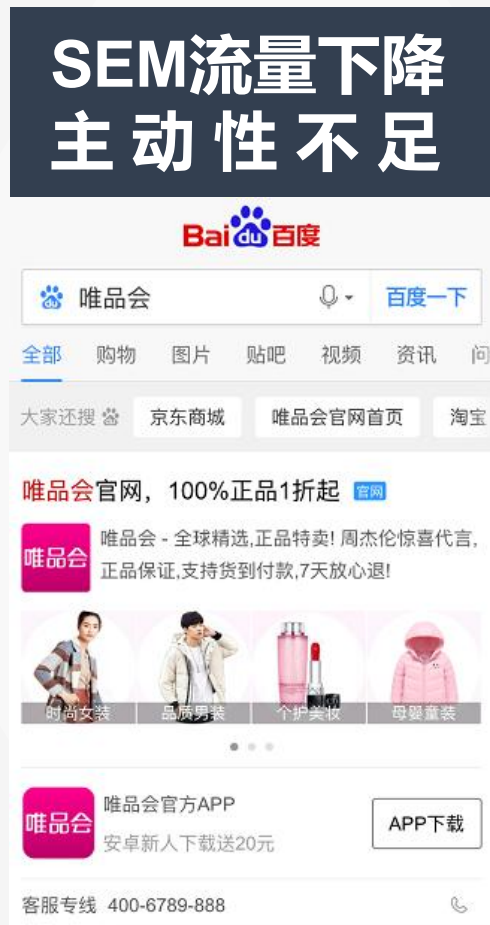 SEM流量下降
主动性不足
Bai du 百度
唯品会 百度一下
全部 购物 图片 贴吧 视频 资讯 问
大家还搜 京东商城 唯品会官网首页 淘宝
唯品会官网，100%正品1折起 官网
唯品会
唯品会 - 全球精选,正品特卖! 周杰伦惊喜代言,
正品保证,支持货到付款,7天放心退!
时尚女装 品质男装 个护美妆 母婴童装
唯品会
唯品会官方APP
安卓新人下载送20元
APP下载
客服专线 400-6789-888